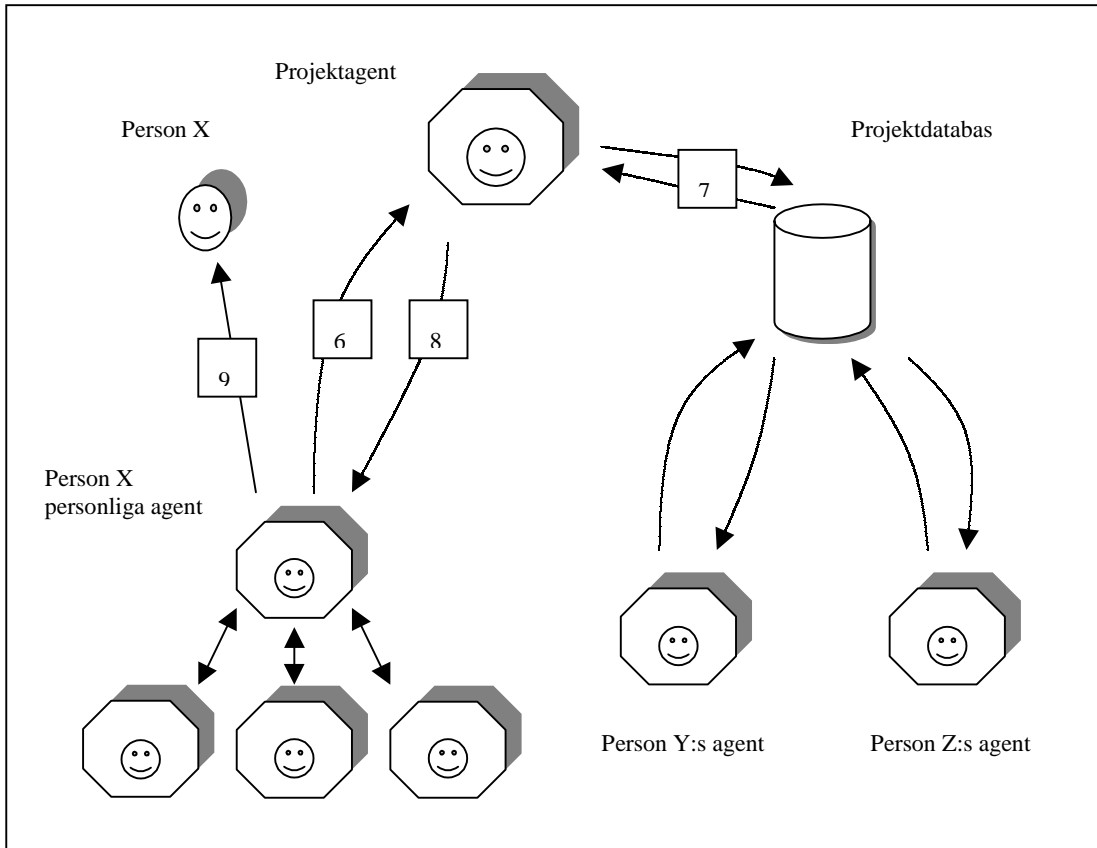 Projektagent
Person X
Projektdatabas
7
6
8
9
Person X
personliga agent
Person Y:s agent
Person Z:s agent